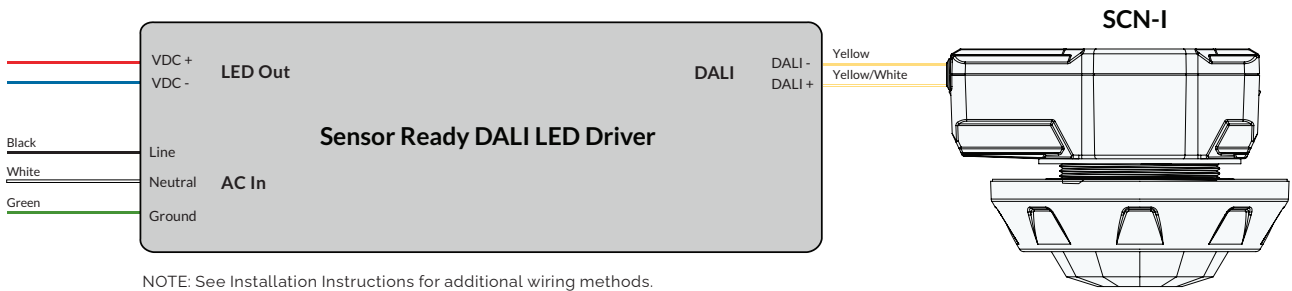 SCN-I
VDC +
LED Out
VDC -
DALI
DALI -
Yellow
DALI +
Yellow/White
Sensor Ready DALI LED Driver
Black
Line
White
Neutral
AC In
Green
Ground
NOTE: See Installation Instructions for additional wiring methods.